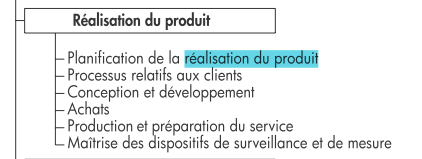 Réalisation du produit
Planification de la réalisation du produit
Processus relatifs aux clients
Conception et développement
Achats
Production et préparation du service
Maîtrise des dispositifs de surveillance et de mesure